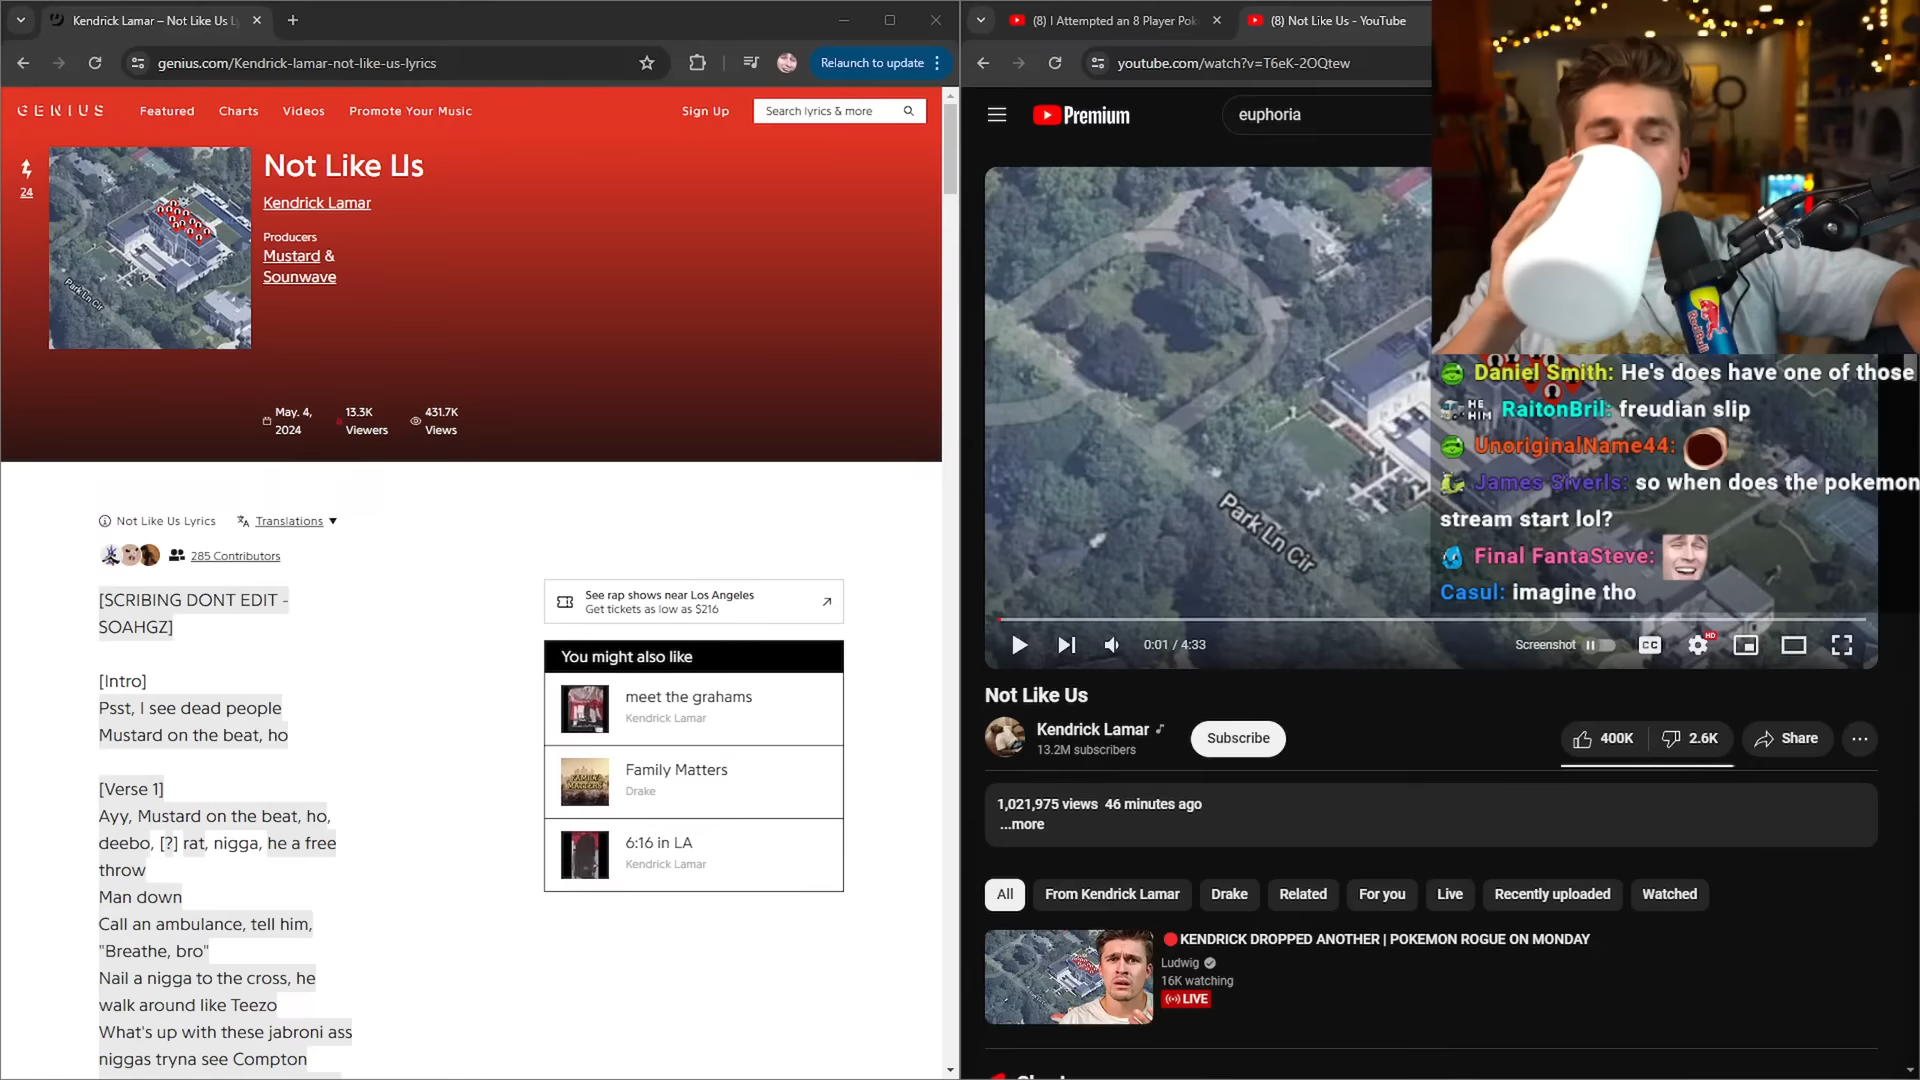 Kendrick Lamar – Not Like Us L
genius.com/Kendrick-lamar-not-like-us-lyrics
Relaunch to update
GENIUS
Featured
Charts
Videos
Promote Your Music
Sign Up
Search lyrics & more
24
Park Ln Cir
Not Like Us
Kendrick Lamar
Producers
Mustard &
Sounwave
May. 4,
2024
13.3K
Viewers
431.7K
Views
Not Like Us Lyrics
Translations
285 Contributors
[SCRIBING DONT EDIT -
SOAHGZ]
[Intro]
Psst, I see dead people
Mustard on the beat, ho
[Verse 1]
Ayy, Mustard on the beat, ho,
deebo, [?] rat, nigga, he a free
throw
Man down
Call an ambulance, tell him,
"Breathe, bro"
Nail a nigga to the cross, he
walk around like Teezo
What's up with these jabroni ass
niggas tryna see Compton
See rap shows near Los Angeles
Get tickets as low as $216
You might also like
meet the grahams
Kendrick Lamar
FAMILY
MATTERS
Family Matters
Drake
6:16 in LA
Kendrick Lamar
(8) I Attempted an 8 Player Pok
(8) Not Like Us - YouTube
youtube.com/watch?v=T6eK-2OQtew
Premium
euphoria
Park Ln Cir
Red Bull
Daniel Smith: He's does have one of those
HE
HIM
RaitonBril: freudian slip
UnoriginalName44:
James Siverls: so when does the pokemon
stream start lol?
Final FantaSteve:
Casul: imagine tho
0:01 / 4:33
Screenshot
CC
HD
Not Like Us
Kendrick Lamar
13.2M subscribers
Subscribe
400K
2.6K
Share
1,021,975 views 46 minutes ago
...more
All
From Kendrick Lamar
Drake
Related
For you
Live
Recently uploaded
Watched
KENDRICK DROPPED ANOTHER | POKEMON ROGUE ON MONDAY
Ludwig
16K watching
LIVE